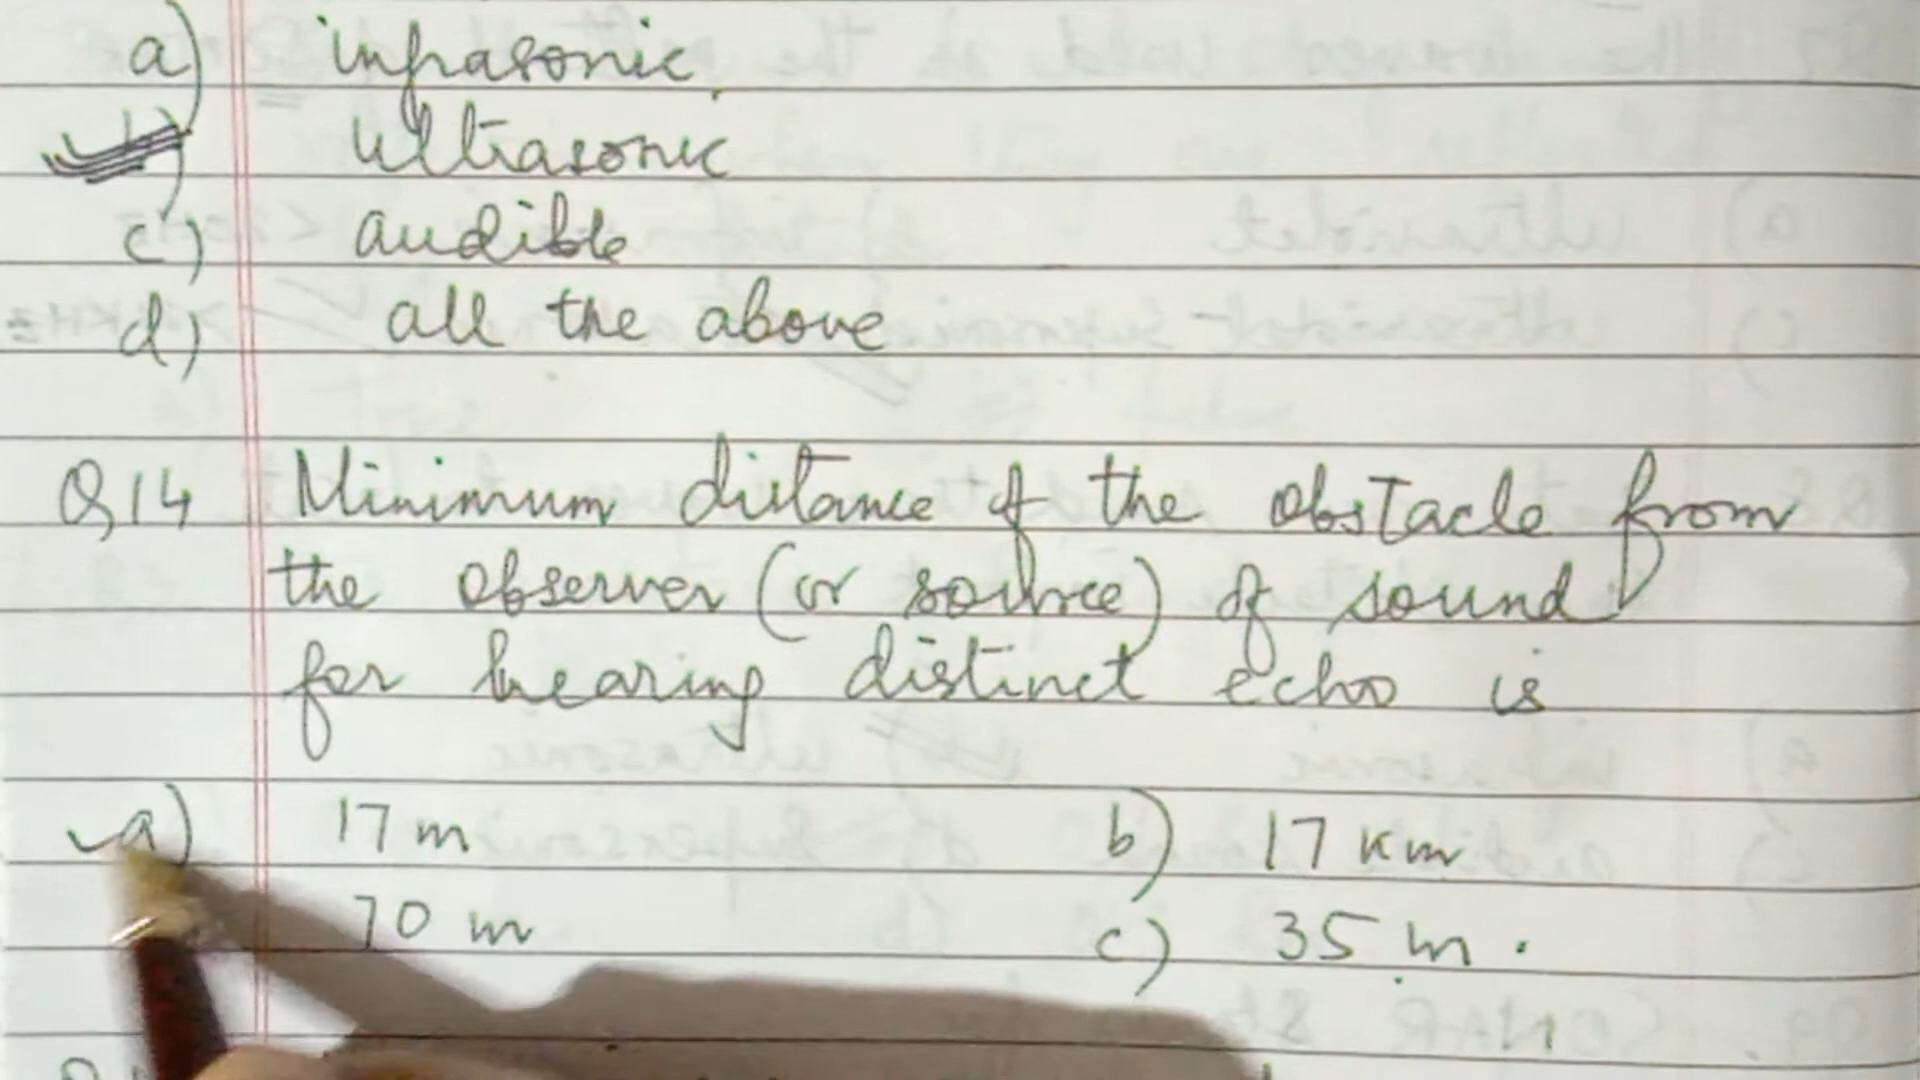 a) infrasonic
b) ultrasonic
c) audible
d) all the above
Q.14 Minimum distance of the obstacle from
the observer (or source) of sound
for hearing distinct echo is
a) 17 m b) 17 Km
70 m c) 35 m.